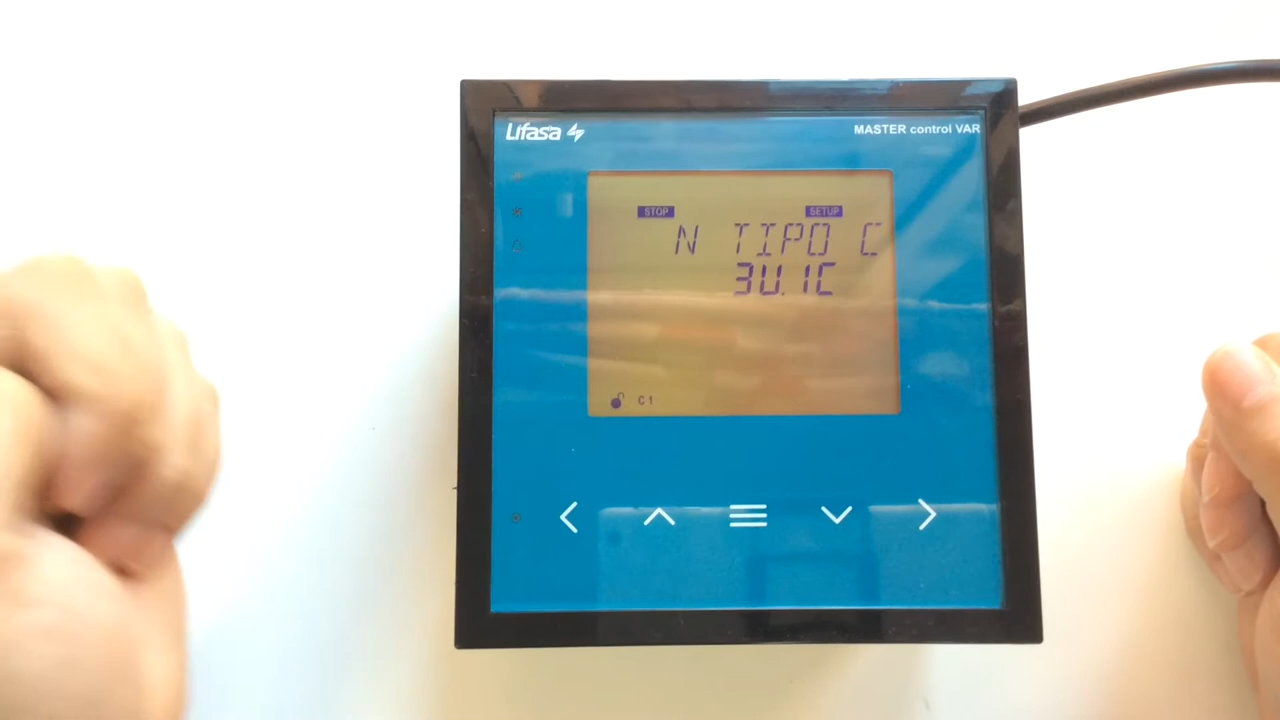 Lifasa
MASTER control VAR
STOP
SETUP
N TIPO C
3U.1C
C1